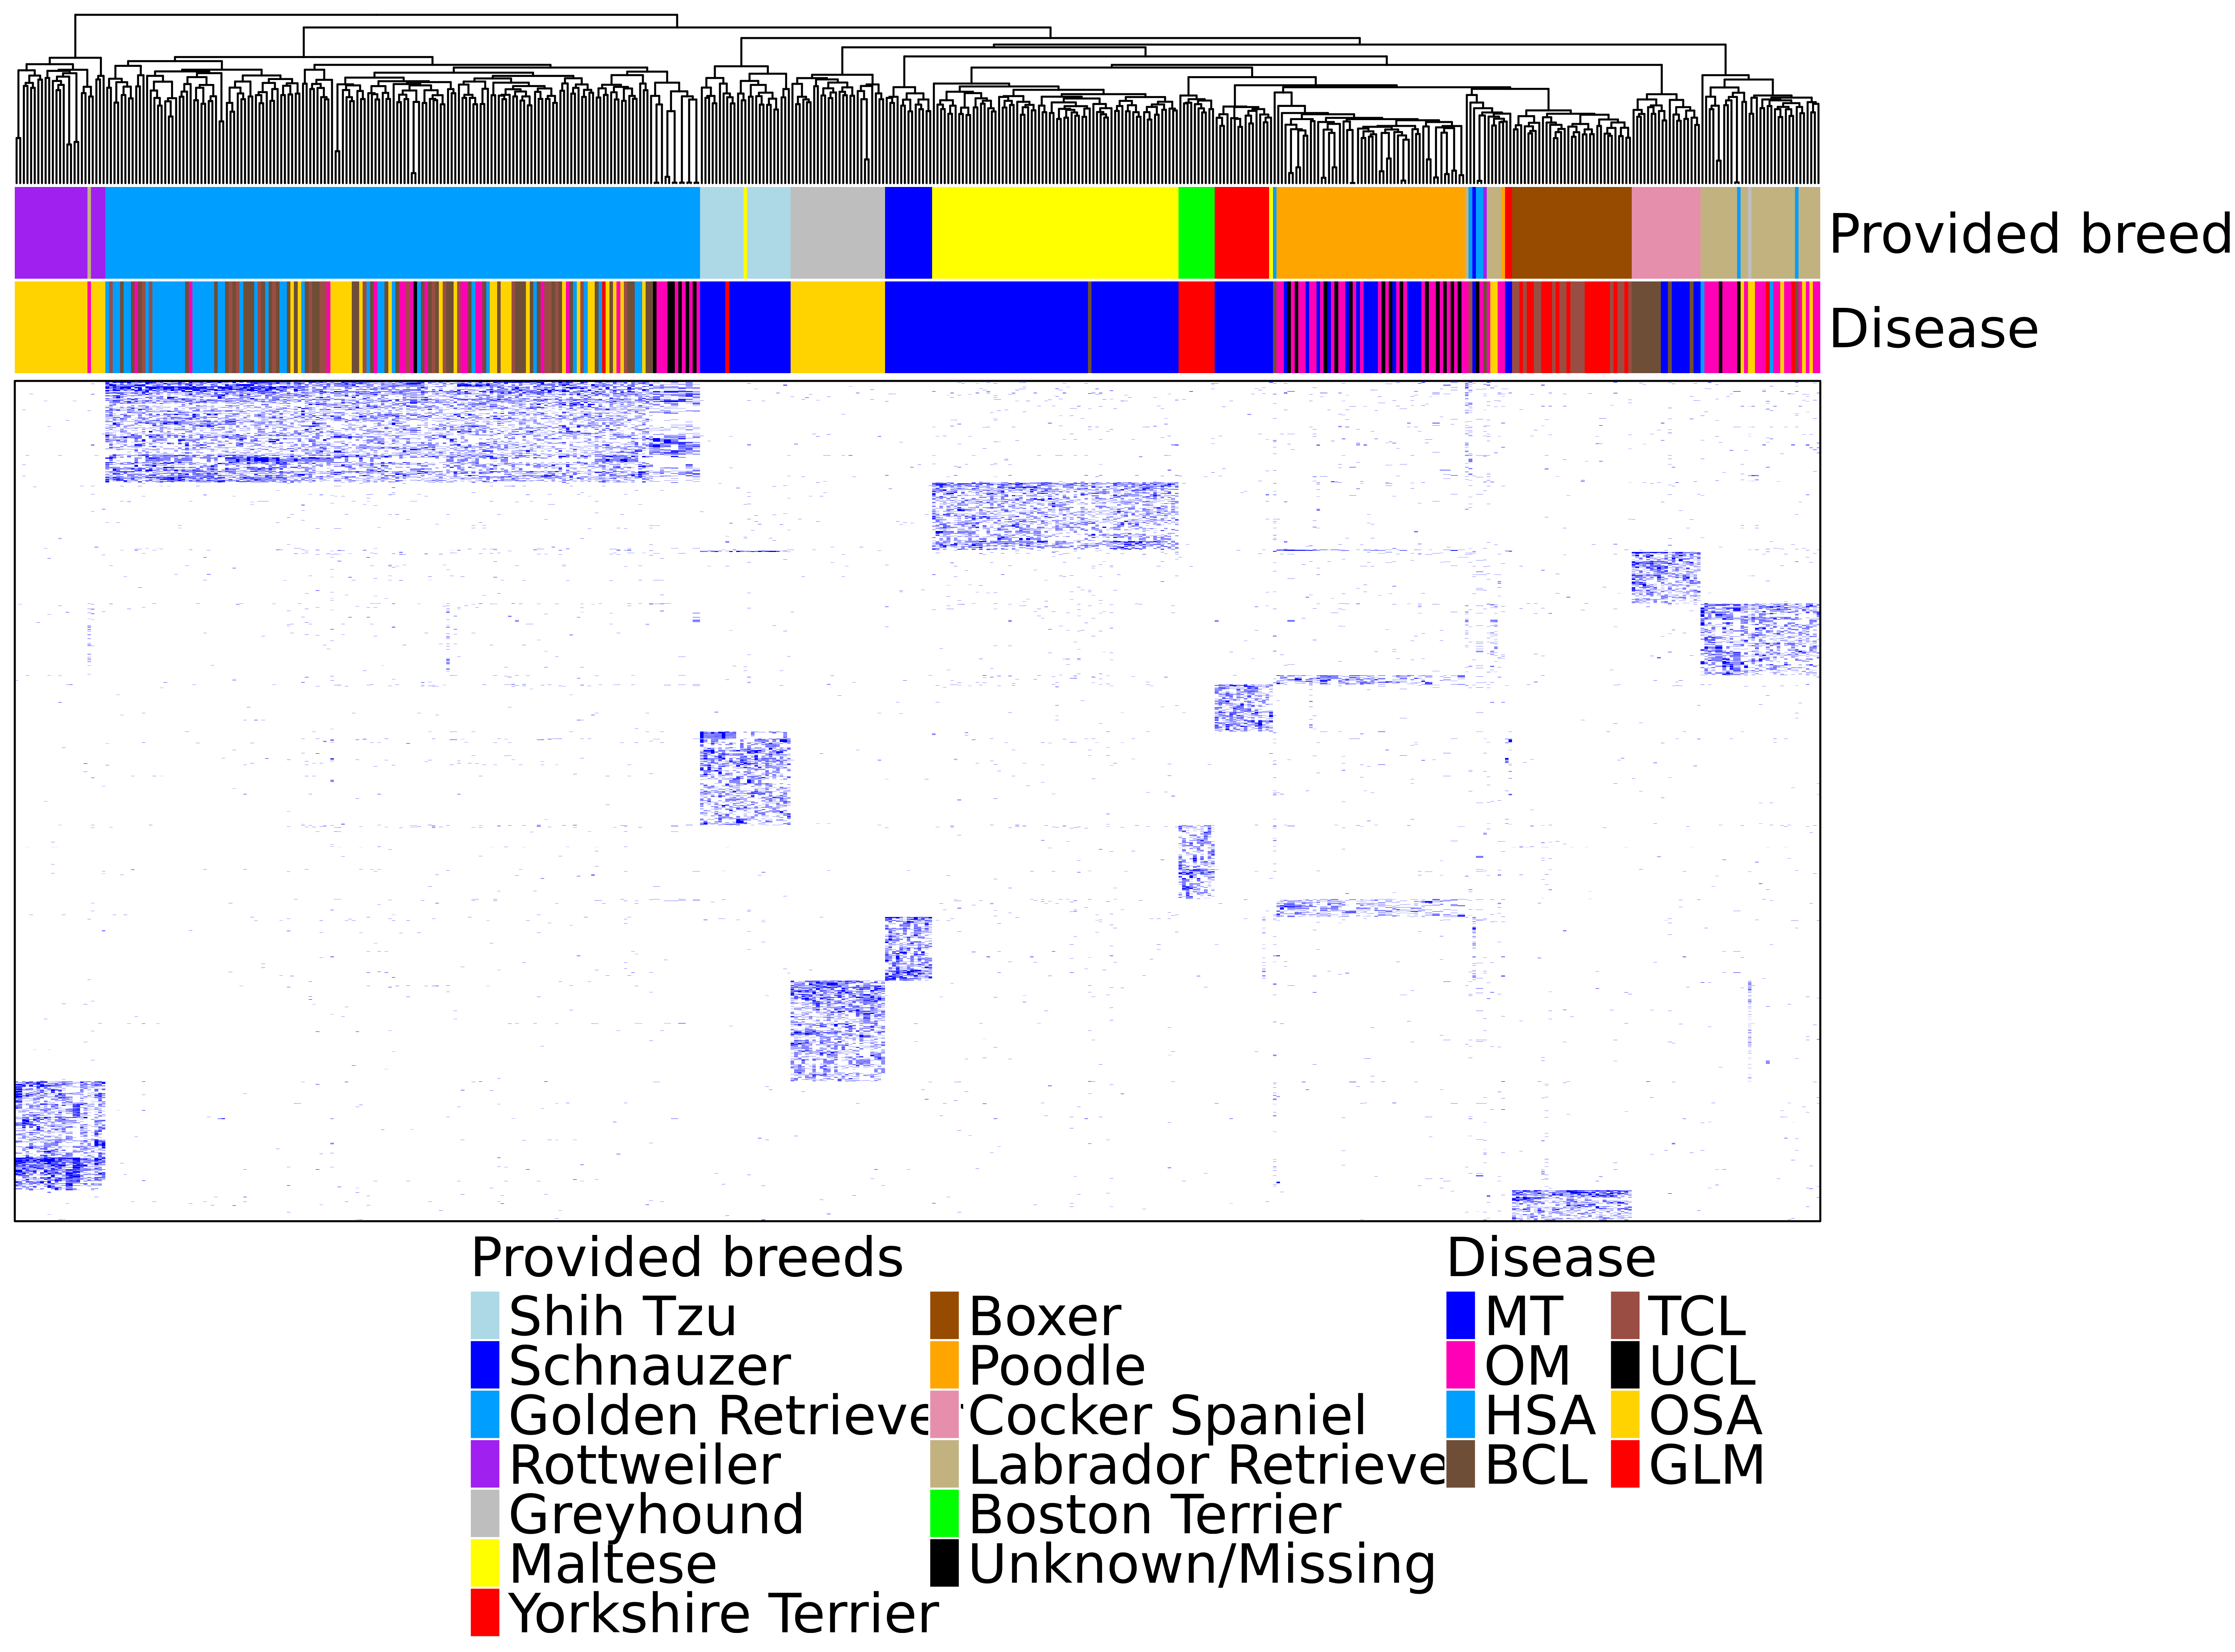 Provided breed
Disease
Provided breeds
Shih Tzu
Schnauzer
Golden Retriever
Rottweiler
Greyhound
Maltese
Yorkshire Terrier
Boxer
Poodle
Cocker Spaniel
Labrador Retrieve
Boston Terrier
Unknown/Missing
Disease
MT
OM
HSA
BCL
TCL
UCL
OSA
GLM